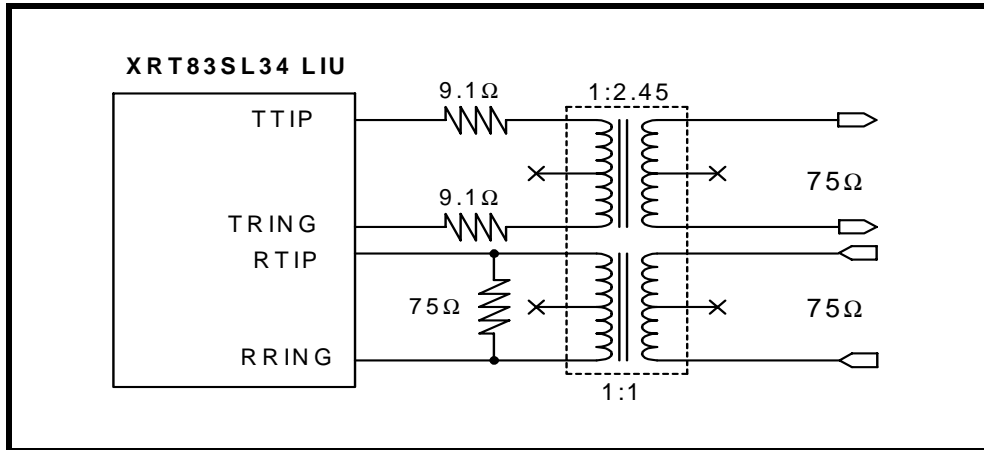 XRT83SL34 LIU
9.1Ω
1:2.45
TTIP
75Ω
9.1Ω
TRING
RTIP
75Ω
75Ω
RRING
1:1